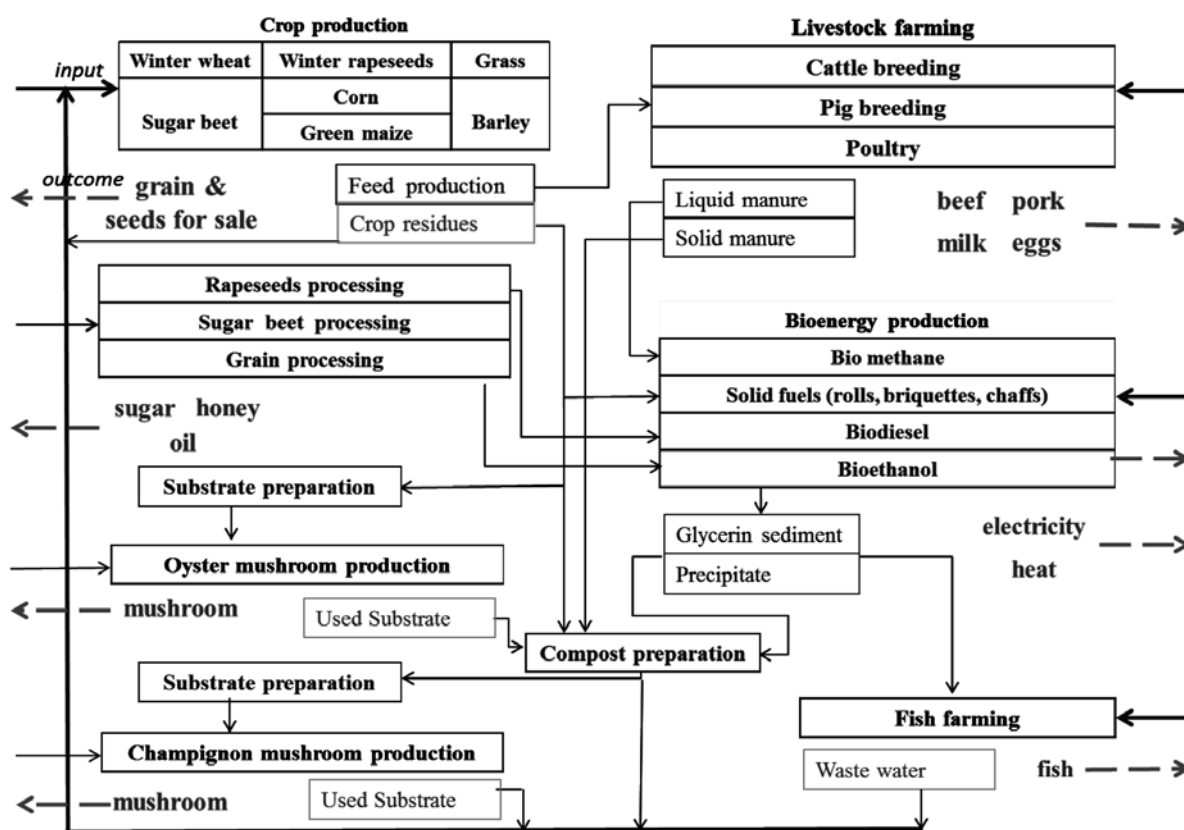 Crop production
input
Winter wheat
Winter rapeseeds
Grass
Sugar beet
Corn
Green maize
Barley
Livestock farming
Cattle breeding
Pig breeding
Poultry
outcome
grain &
seeds for sale
Feed production
Crop residues
Liquid manure
Solid manure
beef pork
milk eggs
Rapeseeds processing
Sugar beet processing
Grain processing
Bioenergy production
Bio methane
Solid fuels (rolls, briquettes, chaffs)
Biodiesel
Bioethanol
sugar honey
oil
Substrate preparation
Oyster mushroom production
mushroom
Glycerin sediment
Precipitate
electricity
heat
Used Substrate
Compost preparation
Substrate preparation
Champignon mushroom production
mushroom
Used Substrate
Fish farming
Waste water
fish